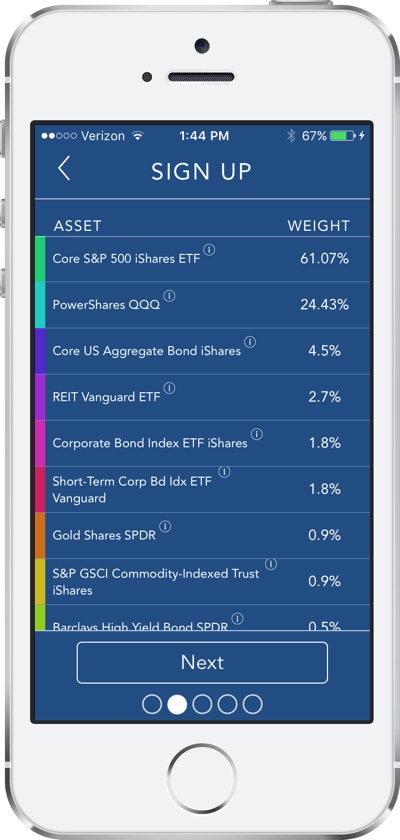 Verizon 1:44 PM 67%
SIGN UP
ASSET WEIGHT
Core S&P 500 iShares ETF 61.07%
PowerShares QQQ 24.43%
Core US Aggregate Bond iShares 4.5%
REIT Vanguard ETF 2.7%
Corporate Bond Index ETF iShares 1.8%
Short-Term Corp Bd Idx ETF
Vanguard 1.8%
Gold Shares SPDR 0.9%
S&P GSCI Commodity-Indexed Trust
iShares 0.9%
Barclays High Yield Bond SPDR 0.5%
Next